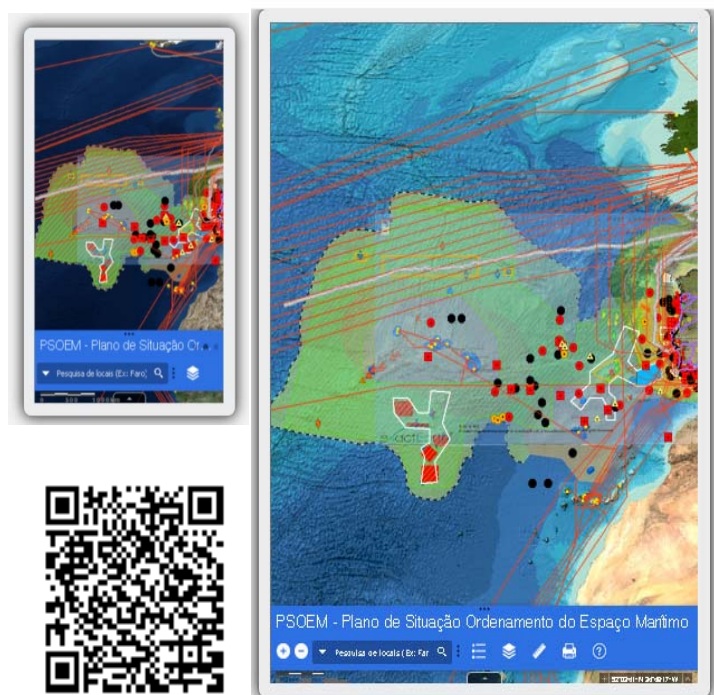 PSOEM - Plano de Situação Or...
Pesquisa de locais (Ex: Faro)
PSOEM - Plano de Situação Ordenamento do Espaço Marítimo
Pesquisa de locais (Ex: Far